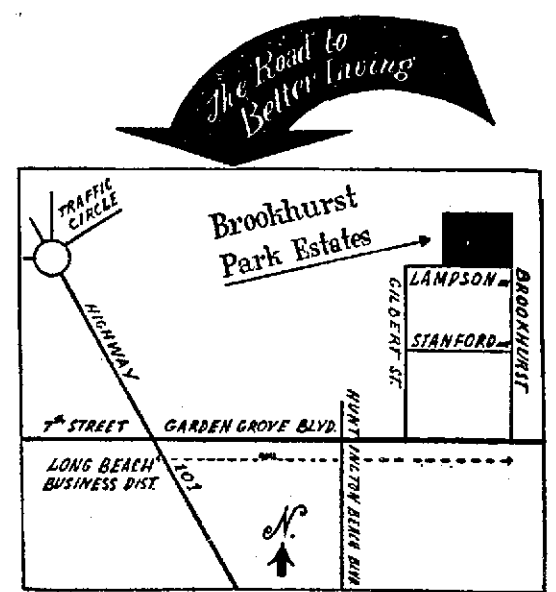 The Road to
Better Living
TRAFFIC
CIRCLE
Brookhurst
Park Estates
LAMPSON
GILBERT ST.
BROOKHURST
STANFORD
HIGHWAY
101
7th STREET
GARDEN GROVE BLVD.
HUNTINGTON BEACH BLVD.
LONG BEACH
BUSINESS DIST.
N.